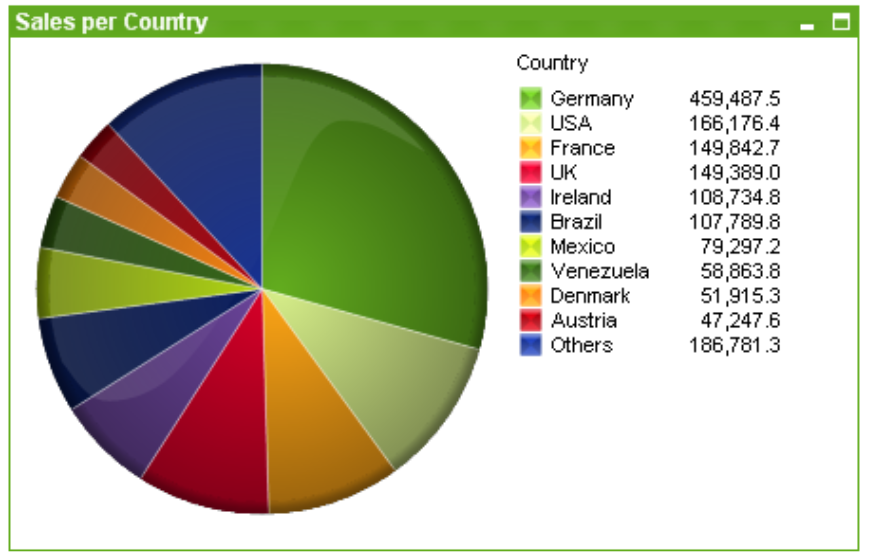 Sales per Country
Country
Germany 459,487.5
USA 166,176.4
France 149,842.7
UK 149,389.0
Ireland 108,734.8
Brazil 107,789.8
Mexico 79,297.2
Venezuela 58,863.8
Denmark 51,915.3
Austria 47,247.6
Others 186,781.3